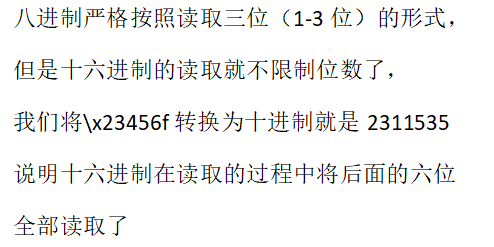 八进制严格按照读取三位（1-3 位）的形式，
但是十六进制的读取就不限制位数了，
我们将\x23456f 转换为十进制就是 2311535
说明十六进制在读取的过程中将后面的六位
全部读取了